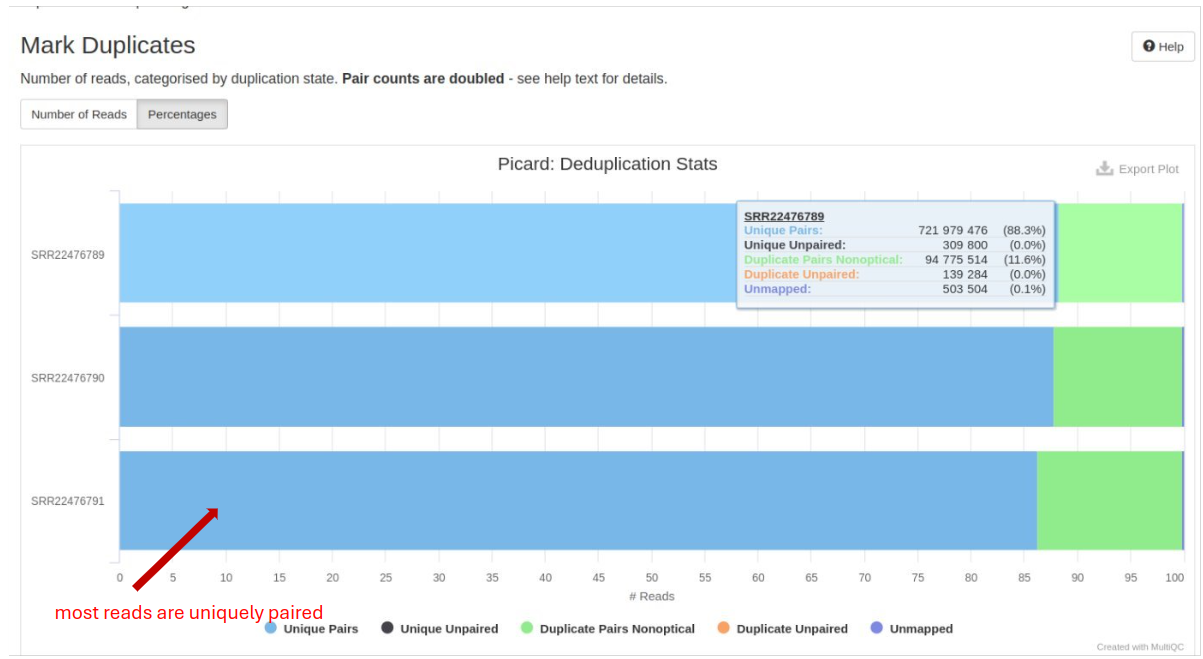 Mark Duplicates
Help
Number of reads, categorised by duplication state. Pair counts are doubled - see help text for details.
Number of Reads Percentages
Picard: Deduplication Stats
Export Plot
SRR22476789
SRR22476789
Unique Pairs: 721 979 476 (88.3%)
Unique Unpaired: 309 800 (0.0%)
Duplicate Pairs Nonoptical: 94 775 514 (11.6%)
Duplicate Unpaired: 139 284 (0.0%)
Unmapped: 503 504 (0.1%)
SRR22476790
SRR22476791
0 5 10 15 20 25 30 35 40 45 50 55 60 65 70 75 80 85 90 95 100
# Reads
most reads are uniquely paired
Unique Pairs Unique Unpaired Duplicate Pairs Nonoptical Duplicate Unpaired Unmapped
Created with MultiQC